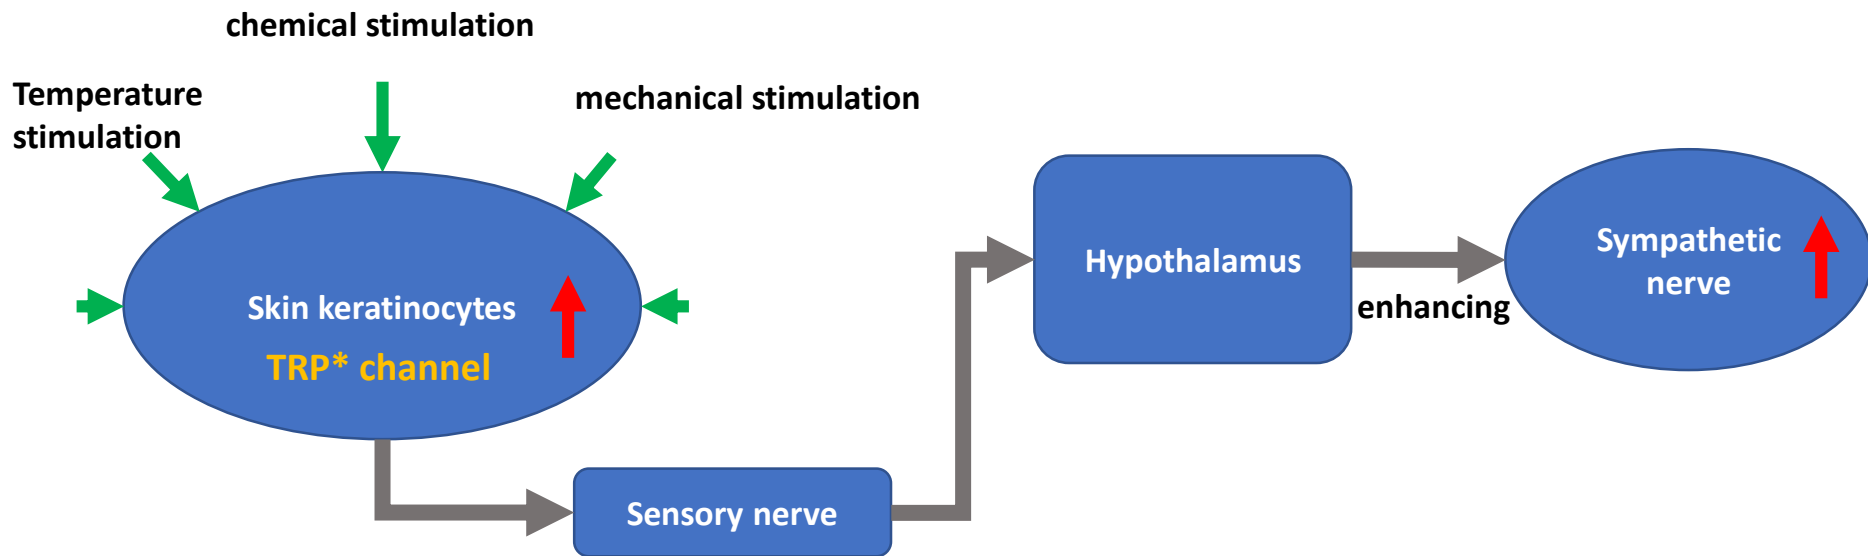 chemical stimulation
Temperature
stimulation
mechanical stimulation
Skin keratinocytes
TRP* channel
Sensory nerve
Hypothalamus
enhancing
Sympathetic
nerve